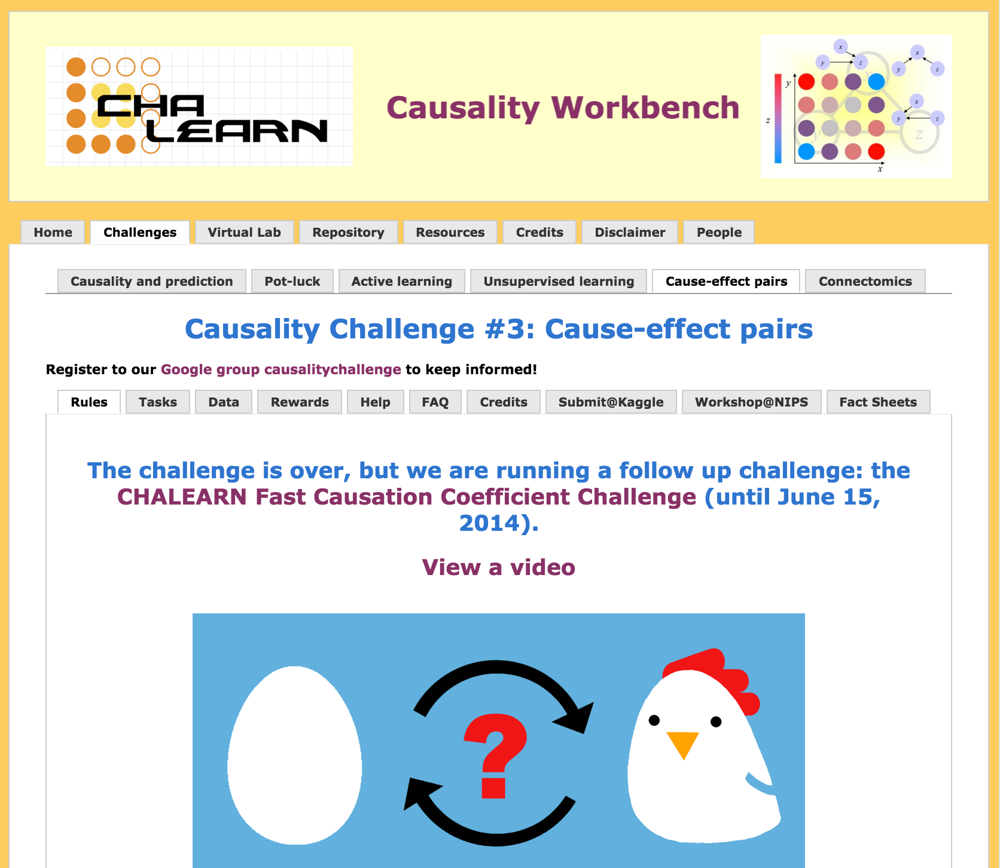 CHA
LEARN
Causality Workbench
x
y
z
x
y
z
x
y
z
y
z
x
x
y
z
Home
Challenges
Virtual Lab
Repository
Resources
Credits
Disclaimer
People
Causality and prediction
Pot-luck
Active learning
Unsupervised learning
Cause-effect pairs
Connectomics
Causality Challenge #3: Cause-effect pairs
Register to our Google group causalitychallenge to keep informed!
Rules
Tasks
Data
Rewards
Help
FAQ
Credits
Submit@Kaggle
Workshop@NIPS
Fact Sheets
The challenge is over, but we are running a follow up challenge: the
CHALEARN Fast Causation Coefficient Challenge (until June 15,
2014).
View a video
?